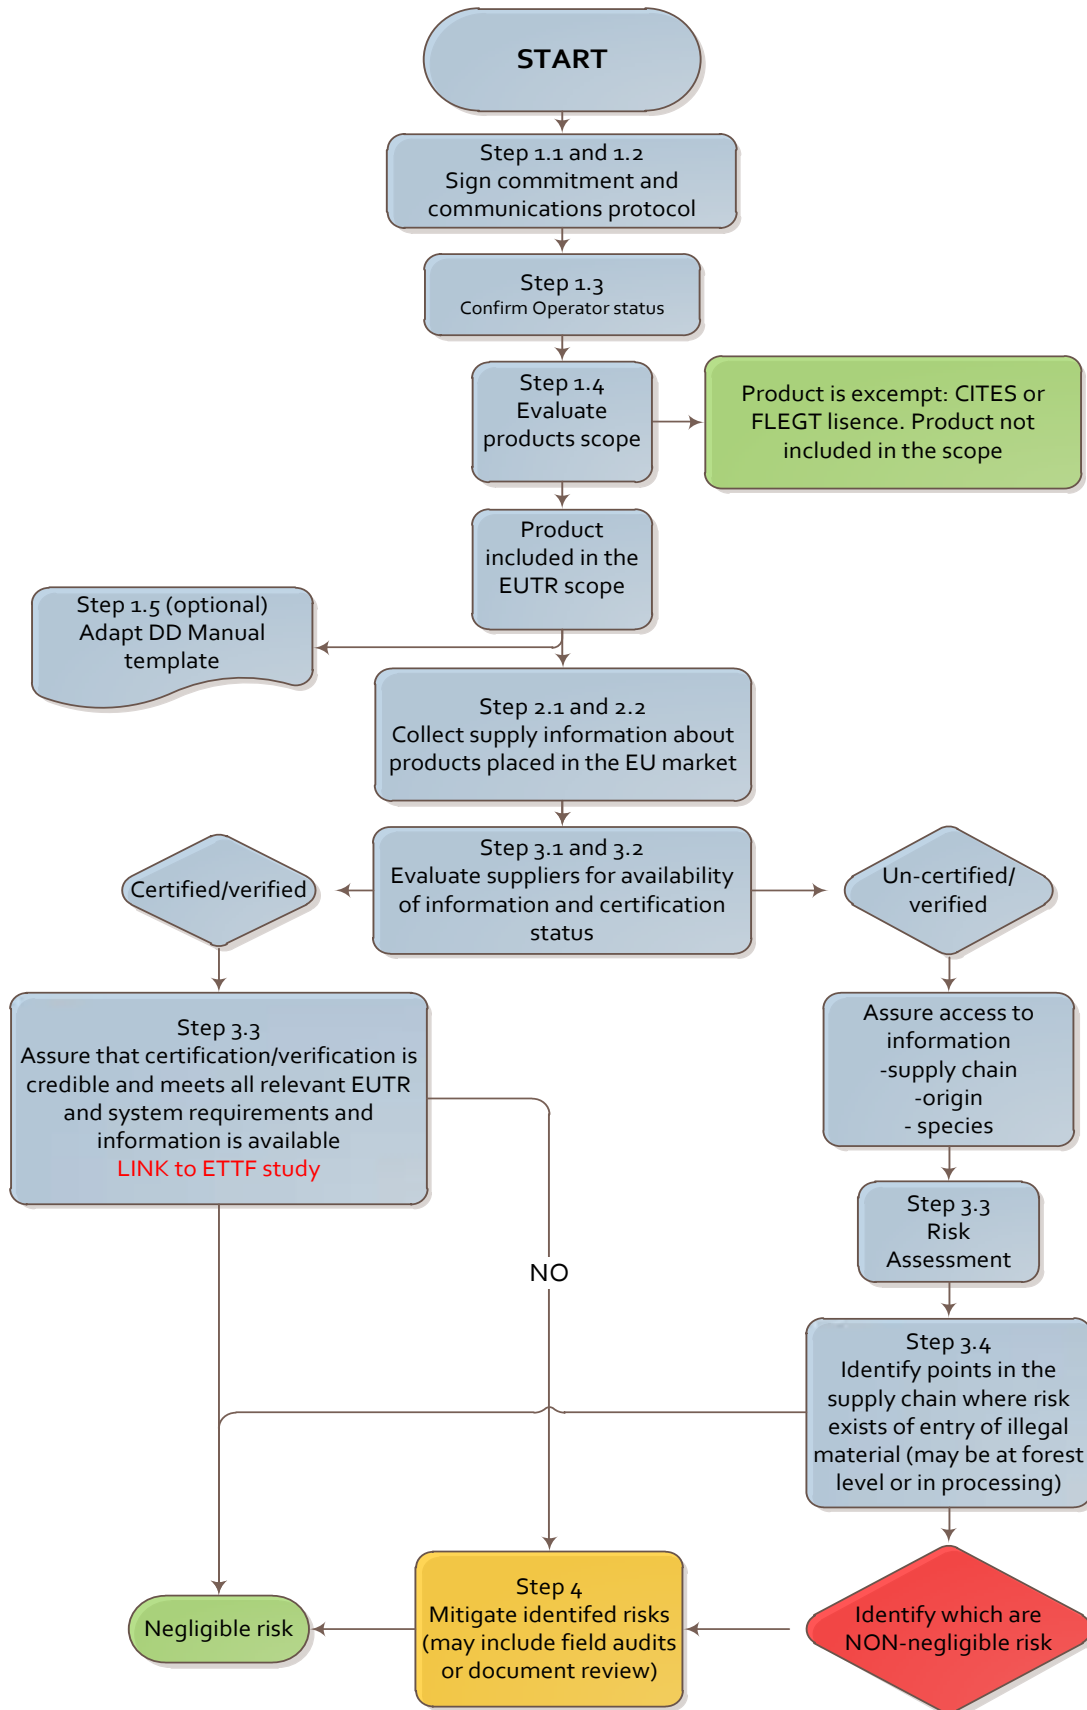 START
Step 1.1 and 1.2
Sign commitment and
communications protocol
Step 1.3
Confirm Operator status
Step 1.4
Evaluate
products scope
Product is excempt: CITES or
FLEGT lisence. Product not
included in the scope
Product
included in the
EUTR scope
Step 1.5 (optional)
Adapt DD Manual
template
Step 2.1 and 2.2
Collect supply information about
products placed in the EU market
Step 3.1 and 3.2
Evaluate suppliers for availability
of information and certification
status
Certified/verified
Un-certified/
verified
Step 3.3
Assure that certification/verification is
credible and meets all relevant EUTR
and system requirements and
information is available
LINK to ETTF study
Assure access to
information
-supply chain
-origin
- species
Step 3.3
Risk
Assessment
NO
Step 3.4
Identify points in the
supply chain where risk
exists of entry of illegal
material (may be at forest
level or in processing)
Negligible risk
Step 4
Mitigate identifed risks
(may include field audits
or document review)
Identify which are
NON-negligible risk